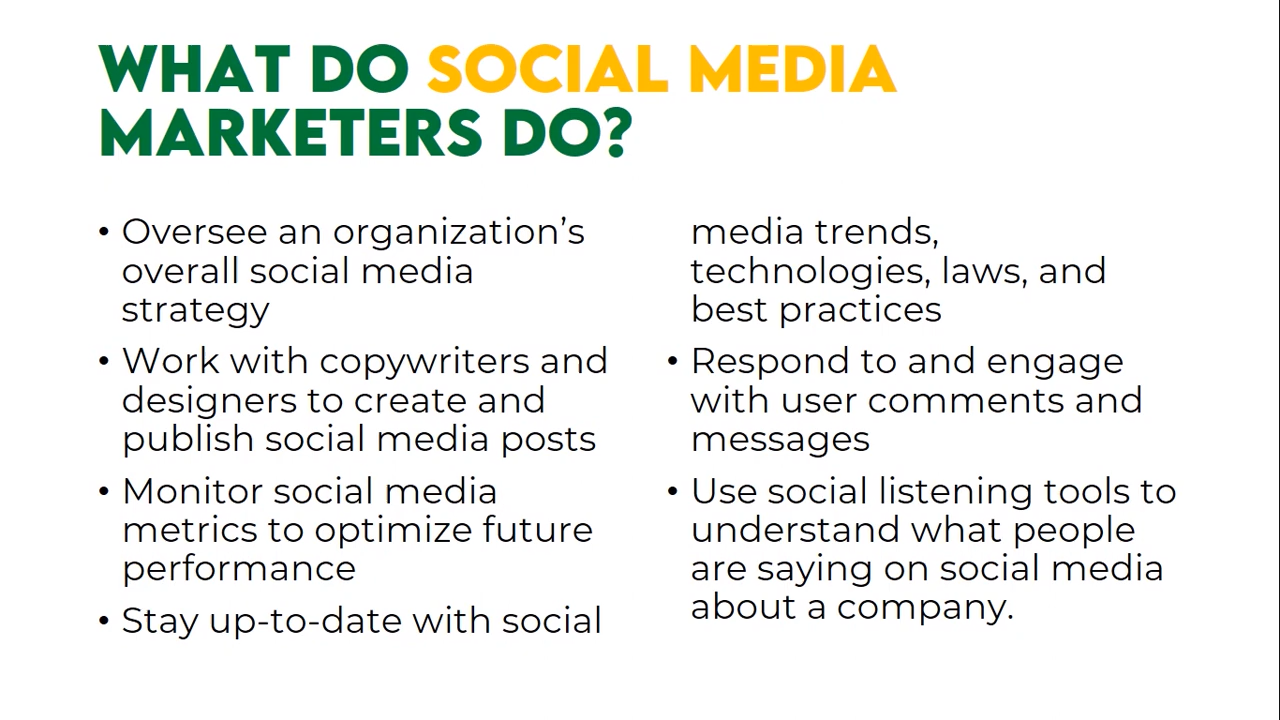 WHAT DO SOCIAL MEDIA
MARKETERS DO?
• Oversee an organization’s
overall social media
strategy
• Work with copywriters and
designers to create and
publish social media posts
• Monitor social media
metrics to optimize future
performance
• Stay up-to-date with social
media trends,
technologies, laws, and
best practices
• Respond to and engage
with user comments and
messages
• Use social listening tools to
understand what people
are saying on social media
about a company.